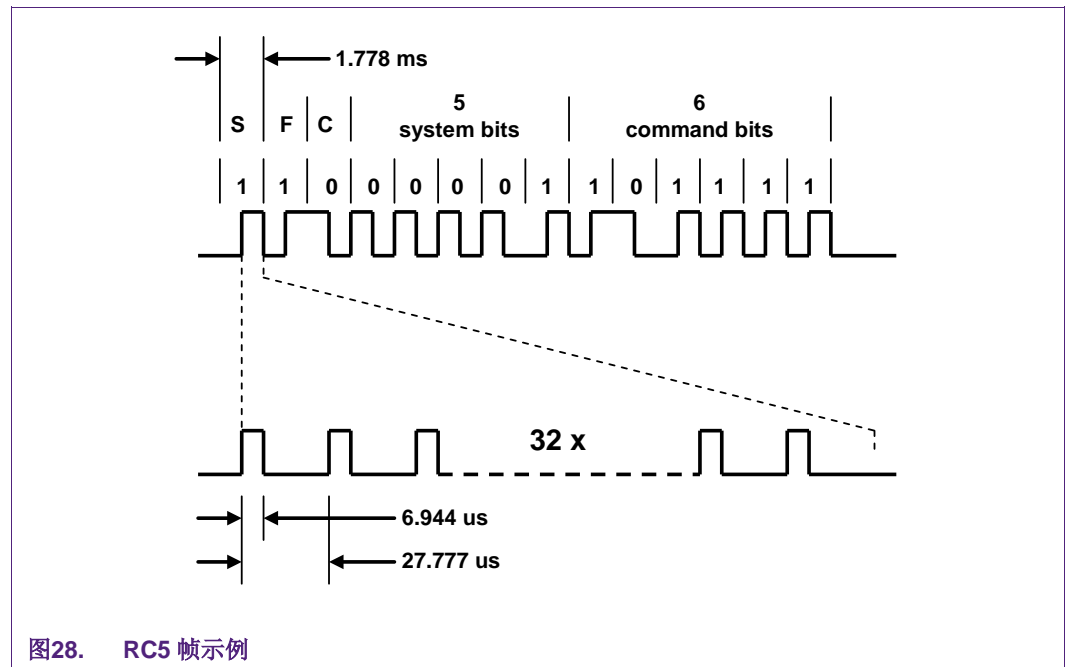 1.778 ms
S F C 5 system bits 6 command bits
1 1 0 0 0 0 0 1 1 0 1 1 1 1
32 x
6.944 us
27.777 us
图28. RC5 帧示例